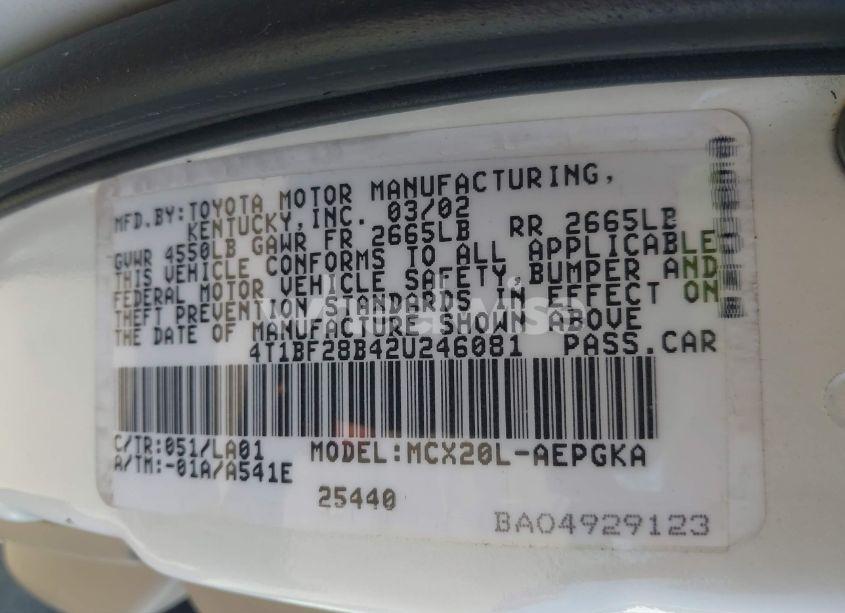 MFD.BY:TOYOTA MOTOR MANUFACTURING,
KENTUCKY,INC. 03/02
GVWR 4550LB GAWR FR 2665LB RR 2665LB
THIS VEHICLE CONFORMS TO ALL APPLICABLE
FEDERAL MOTOR VEHICLE SAFETY,BUMPER AND
THEFT PREVENTION STANDARDS IN EFFECT ON
THE DATE OF MANUFACTURE SHOWN ABOVE
4T1BF28B42U246081 PASS.CAR
C/TR:051/LA01 MODEL:MCX20L-AEPGKA
A/TM:-01A/A541E
25440
BA04929123